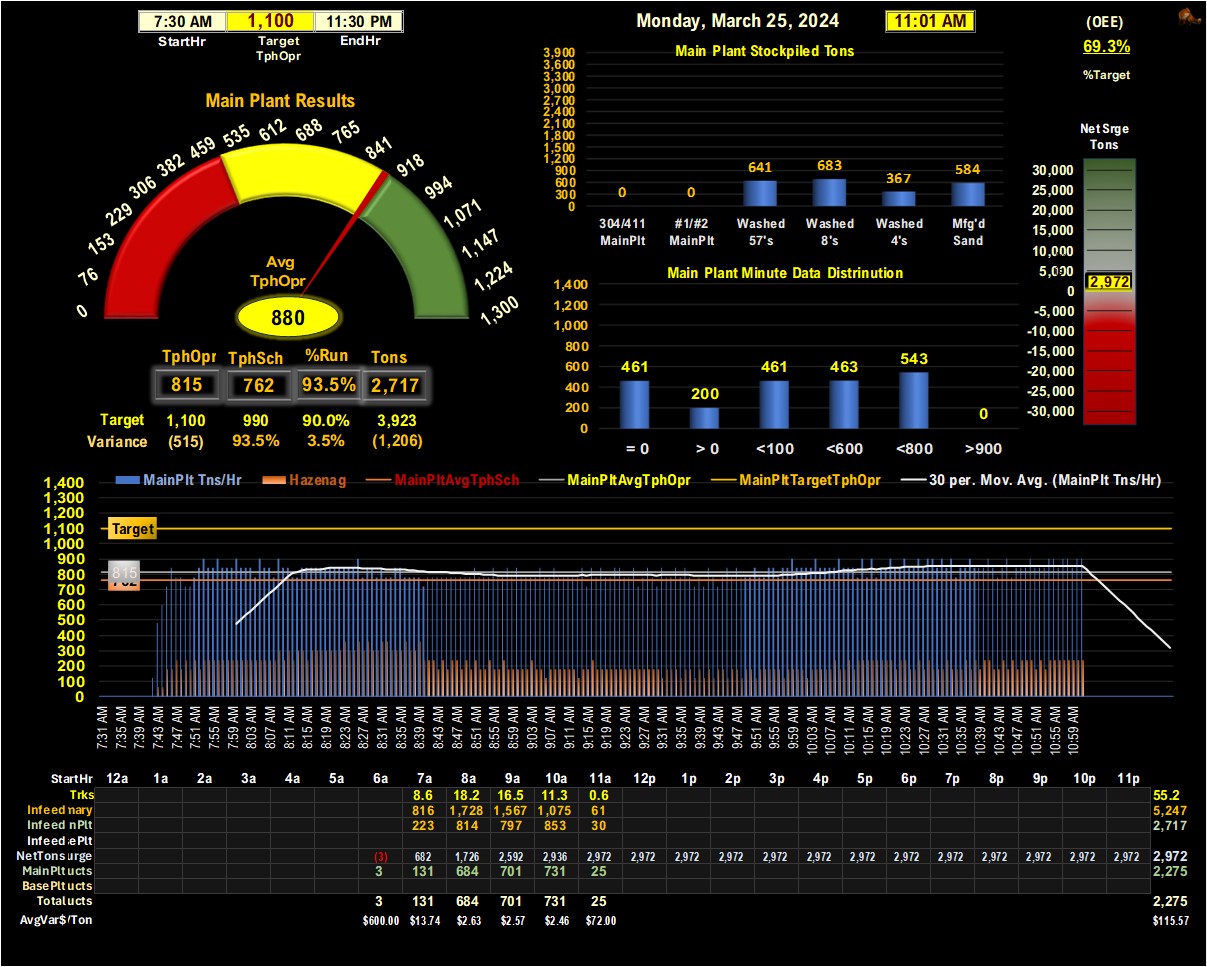 7:30 AM 1,100 11:30 PM
StartHr Target TphOpr EndHr
Monday, March 25, 2024 11:01 AM
(OEE)
69.3%
%Target
Main Plant Results
0 76 153 229 306 382 459 535 612 688 765 841 918 994 1,071 1,147 1,224 1,300
Avg
TphOpr
880
TphOpr TphSch %Run Tons
815 762 93.5% 2,717
Target 1,100 990 90.0% 3,923
Variance (515) 93.5% 3.5% (1,206)
Main Plant Stockpiled Tons
3,900
3,600
3,300
3,000
2,700
2,400
2,100
1,800
1,500
1,200
900
600
300
0
0 0 641 683 367 584
304/411 #1/#2 Washed Washed Washed Mfg'd
MainPlt MainPlt 57's 8's 4's Sand
Main Plant Minute Data Distrinution
1,400
1,200
1,000
800
600
400
200
0
461 200 461 463 543 0
= 0 > 0 <100 <600 <800 >900
Net Srge
Tons
30,000
25,000
20,000
15,000
10,000
5,000
0
-5,000
-10,000
-15,000
-20,000
-25,000
-30,000
2,972
MainPlt Tns/Hr Hazenag MainPltAvgTphSch MainPltAvgTphOpr MainPltTargetTphOpr 30 per. Mov. Avg. (MainPlt Tns/Hr)
1,400
1,300
1,100
1,000
900
800
700
600
500
400
300
200
100
0
Target
815
762
7:31 AM 7:35 AM 7:39 AM 7:43 AM 7:47 AM 7:51 AM 7:55 AM 7:59 AM 8:03 AM 8:07 AM 8:11 AM 8:15 AM 8:19 AM 8:23 AM 8:27 AM 8:31 AM 8:35 AM 8:39 AM 8:43 AM 8:47 AM 8:51 AM 8:55 AM 8:59 AM 9:03 AM 9:07 AM 9:11 AM 9:15 AM 9:19 AM 9:23 AM 9:27 AM 9:31 AM 9:35 AM 9:39 AM 9:43 AM 9:47 AM 9:51 AM 9:55 AM 9:59 AM 10:03 AM 10:07 AM 10:11 AM 10:15 AM 10:19 AM 10:23 AM 10:27 AM 10:31 AM 10:35 AM 10:39 AM 10:43 AM 10:47 AM 10:51 AM 10:55 AM 10:59 AM
StartHr 12a 1a 2a 3a 4a 5a 6a 7a 8a 9a 10a 11a 12p 1p 2p 3p 4p 5p 6p 7p 8p 9p 10p 11p
Trks 8.6 18.2 16.5 11.3 0.6 55.2
Infeed nary 816 1,728 1,567 1,075 61 5,247
Infeed nPlt 223 814 797 853 30 2,717
Infeed ePlt
NetTons urge (3) 682 1,726 2,592 2,936 2,972 2,972 2,972 2,972 2,972 2,972 2,972 2,972 2,972 2,972 2,972 2,972 2,972 2,972
MainPlt ucts 3 131 684 701 731 25 2,275
BasePlt ucts
Total ucts 3 131 684 701 731 25 2,275
AvgVar$/Ton $600.00 $13.74 $2.63 $2.57 $2.46 $72.00 $115.57